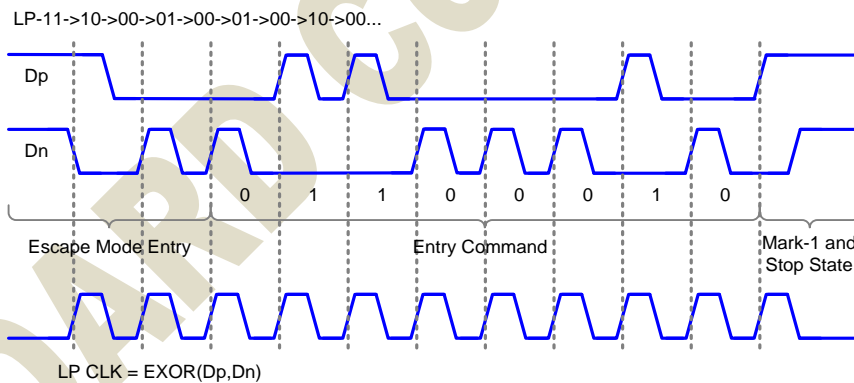 LP-11->10->00->01->00->01->00->10->00...
Dp
Dn
0 1 1 0 0 0 1 0
Escape Mode Entry
Entry Command
Mark-1 and
Stop State
LP CLK = EXOR(Dp,Dn)